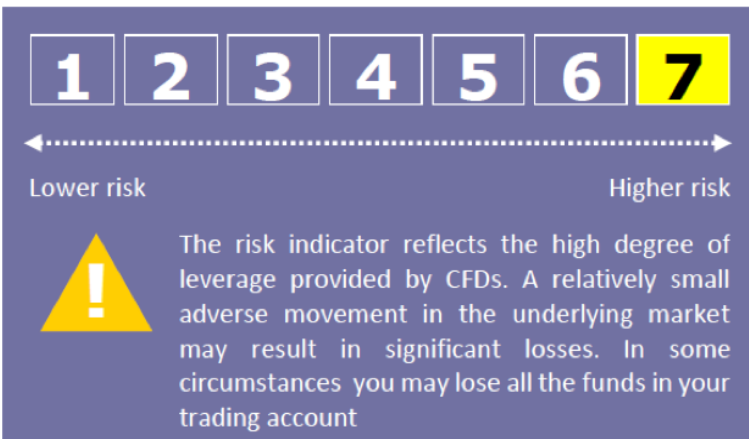 1 2 3 4 5 6 7
Lower risk Higher risk
!
The risk indicator reflects the high degree of
leverage provided by CFDs. A relatively small
adverse movement in the underlying market
may result in significant losses. In some
circumstances you may lose all the funds in your
trading account